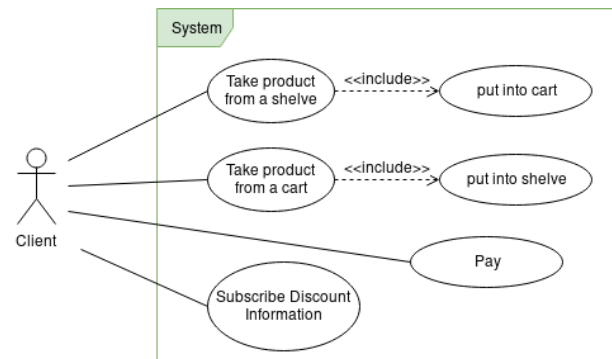 System
Take product
from a shelve
<<include>>
put into cart
Take product
from a cart
<<include>>
put into shelve
Client
Pay
Subscribe Discount
Information